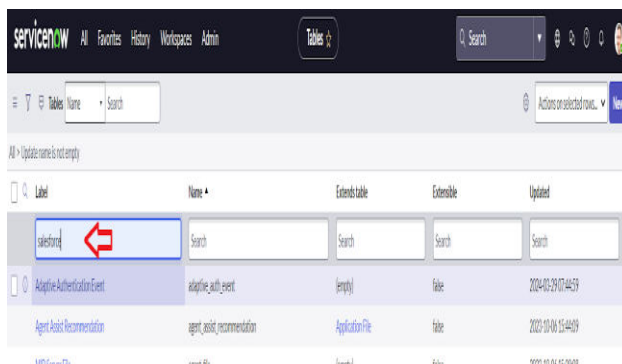 servicenow All Favorites History Workspaces Admin Tables Search
Tables Name Search Actions on selected rows... New
All > Update name is not empty
Label Name Extends table Extensible Updated
salesforce Search Search Search Search
Adaptive Authentication Event adaptive_auth_event (empty) false 2024-03-29 07:44:59
Agent Assist Recommendation agent_assist_recommendation Application File false 2023-10-06 15:44:09